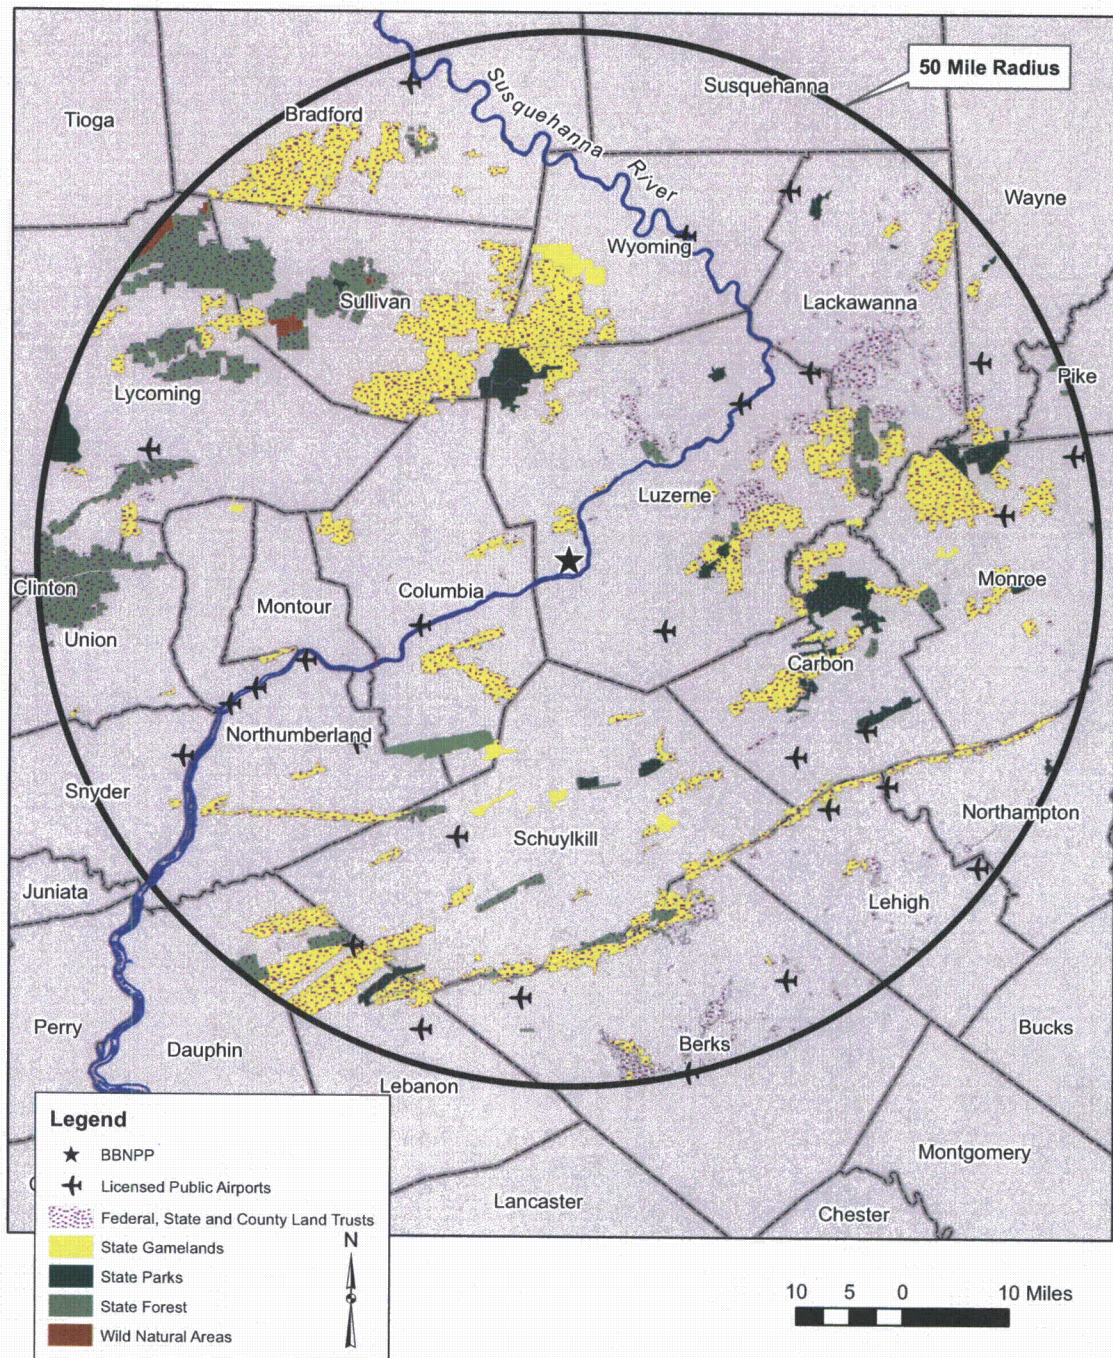 50 Mile Radius
Susquehanna
Bradford
Tioga
Susquehanna River
Wayne
Wyoming
Sullivan
Lackawanna
Pike
Lycoming
Luzerne
Clinton
Columbia
Monroe
Montour
Union
Carbon
Northumberland
Snyder
Northampton
Schuylkill
Juniata
Lehigh
Perry
Dauphin
Berks
Bucks
Lebanon
Montgomery
Lancaster
Chester
Legend
BBNPP
Licensed Public Airports
Federal, State and County Land Trusts
State Gamelands
N
State Parks
State Forest
Wild Natural Areas
10 5 0 10 Miles